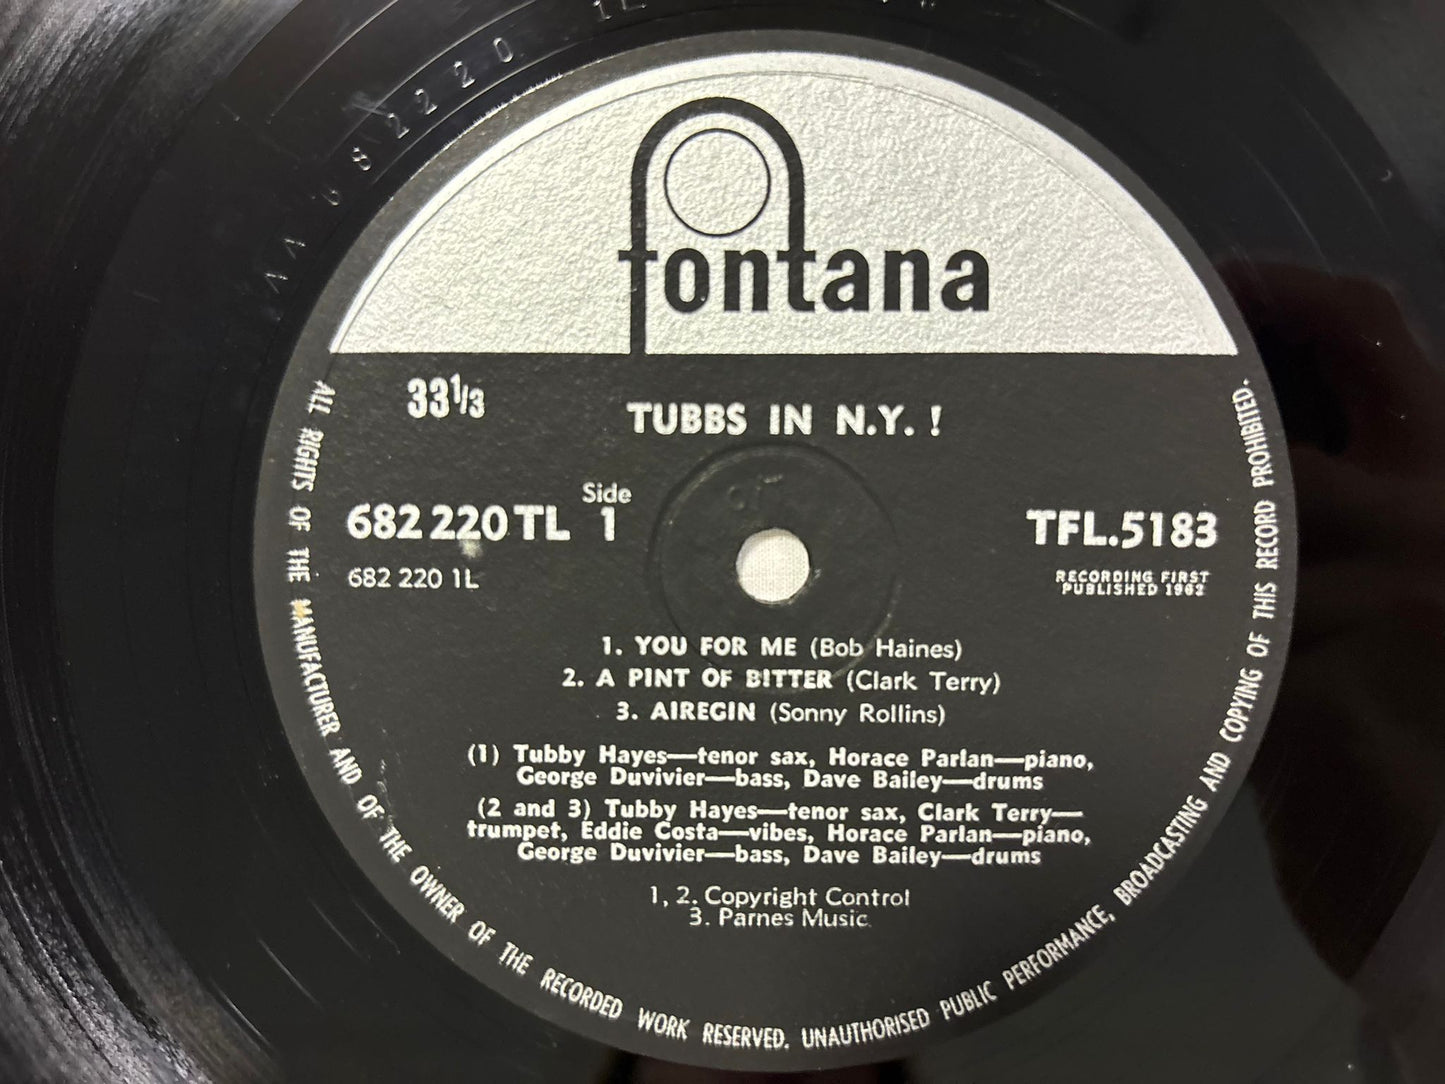 VV 682220 1L
fontana
33 1/3
TUBBS IN N.Y. !
682 220 TL
Side
1
TFL.5183
682 220 1L
RECORDING FIRST
PUBLISHED 1962
1. YOU FOR ME (Bob Haines)
2. A PINT OF BITTER (Clark Terry)
3. AIREGIN (Sonny Rollins)
(1) Tubby Hayes—tenor sax, Horace Parlan—piano,
George Duvivier—bass, Dave Bailey—drums
(2 and 3) Tubby Hayes—tenor sax, Clark Terry—
trumpet, Eddie Costa—vibes, Horace Parlan—piano,
George Duvivier—bass, Dave Bailey—drums
1, 2. Copyright Control
3. Parnes Music
ALL RIGHTS OF THE MANUFACTURER AND OF THE OWNER OF THE RECORDED WORK RESERVED. UNAUTHORISED PUBLIC PERFORMANCE, BROADCASTING AND COPYING OF THIS RECORD PROHIBITED.